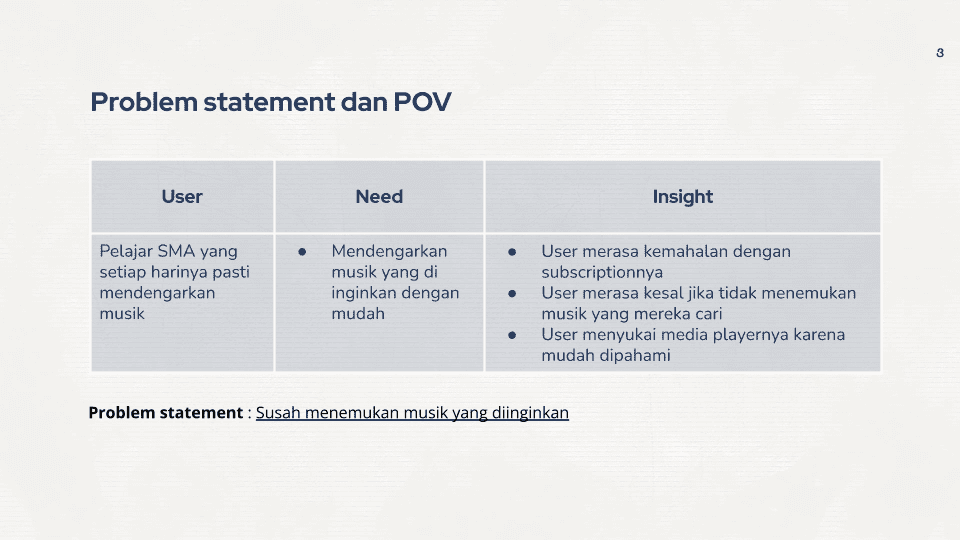 3
Problem statement dan POV
User
Need
Insight
Pelajar SMA yang
setiap harinya pasti
mendengarkan
musik
● Mendengarkan
musik yang di
inginkan dengan
mudah
● User merasa kemahalan dengan
subscriptionnya
● User merasa kesal jika tidak menemukan
musik yang mereka cari
● User menyukai media playernya karena
mudah dipahami
Problem statement : Susah menemukan musik yang diinginkan